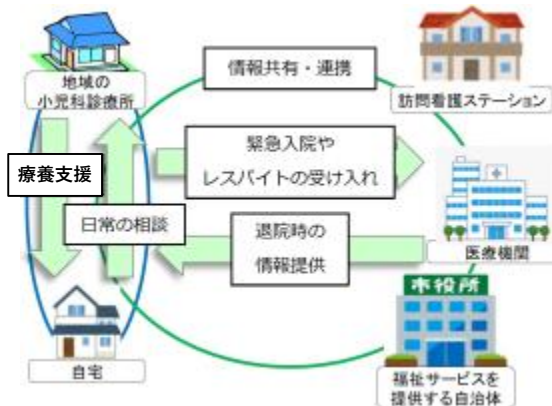 地域の
小児科診療所
情報共有・連携
訪問看護ステーション
療養支援
緊急入院や
レスパイトの受け入れ
日常の相談
退院時の
情報提供
医療機関
市役所
自宅
福祉サービスを
提供する自治体